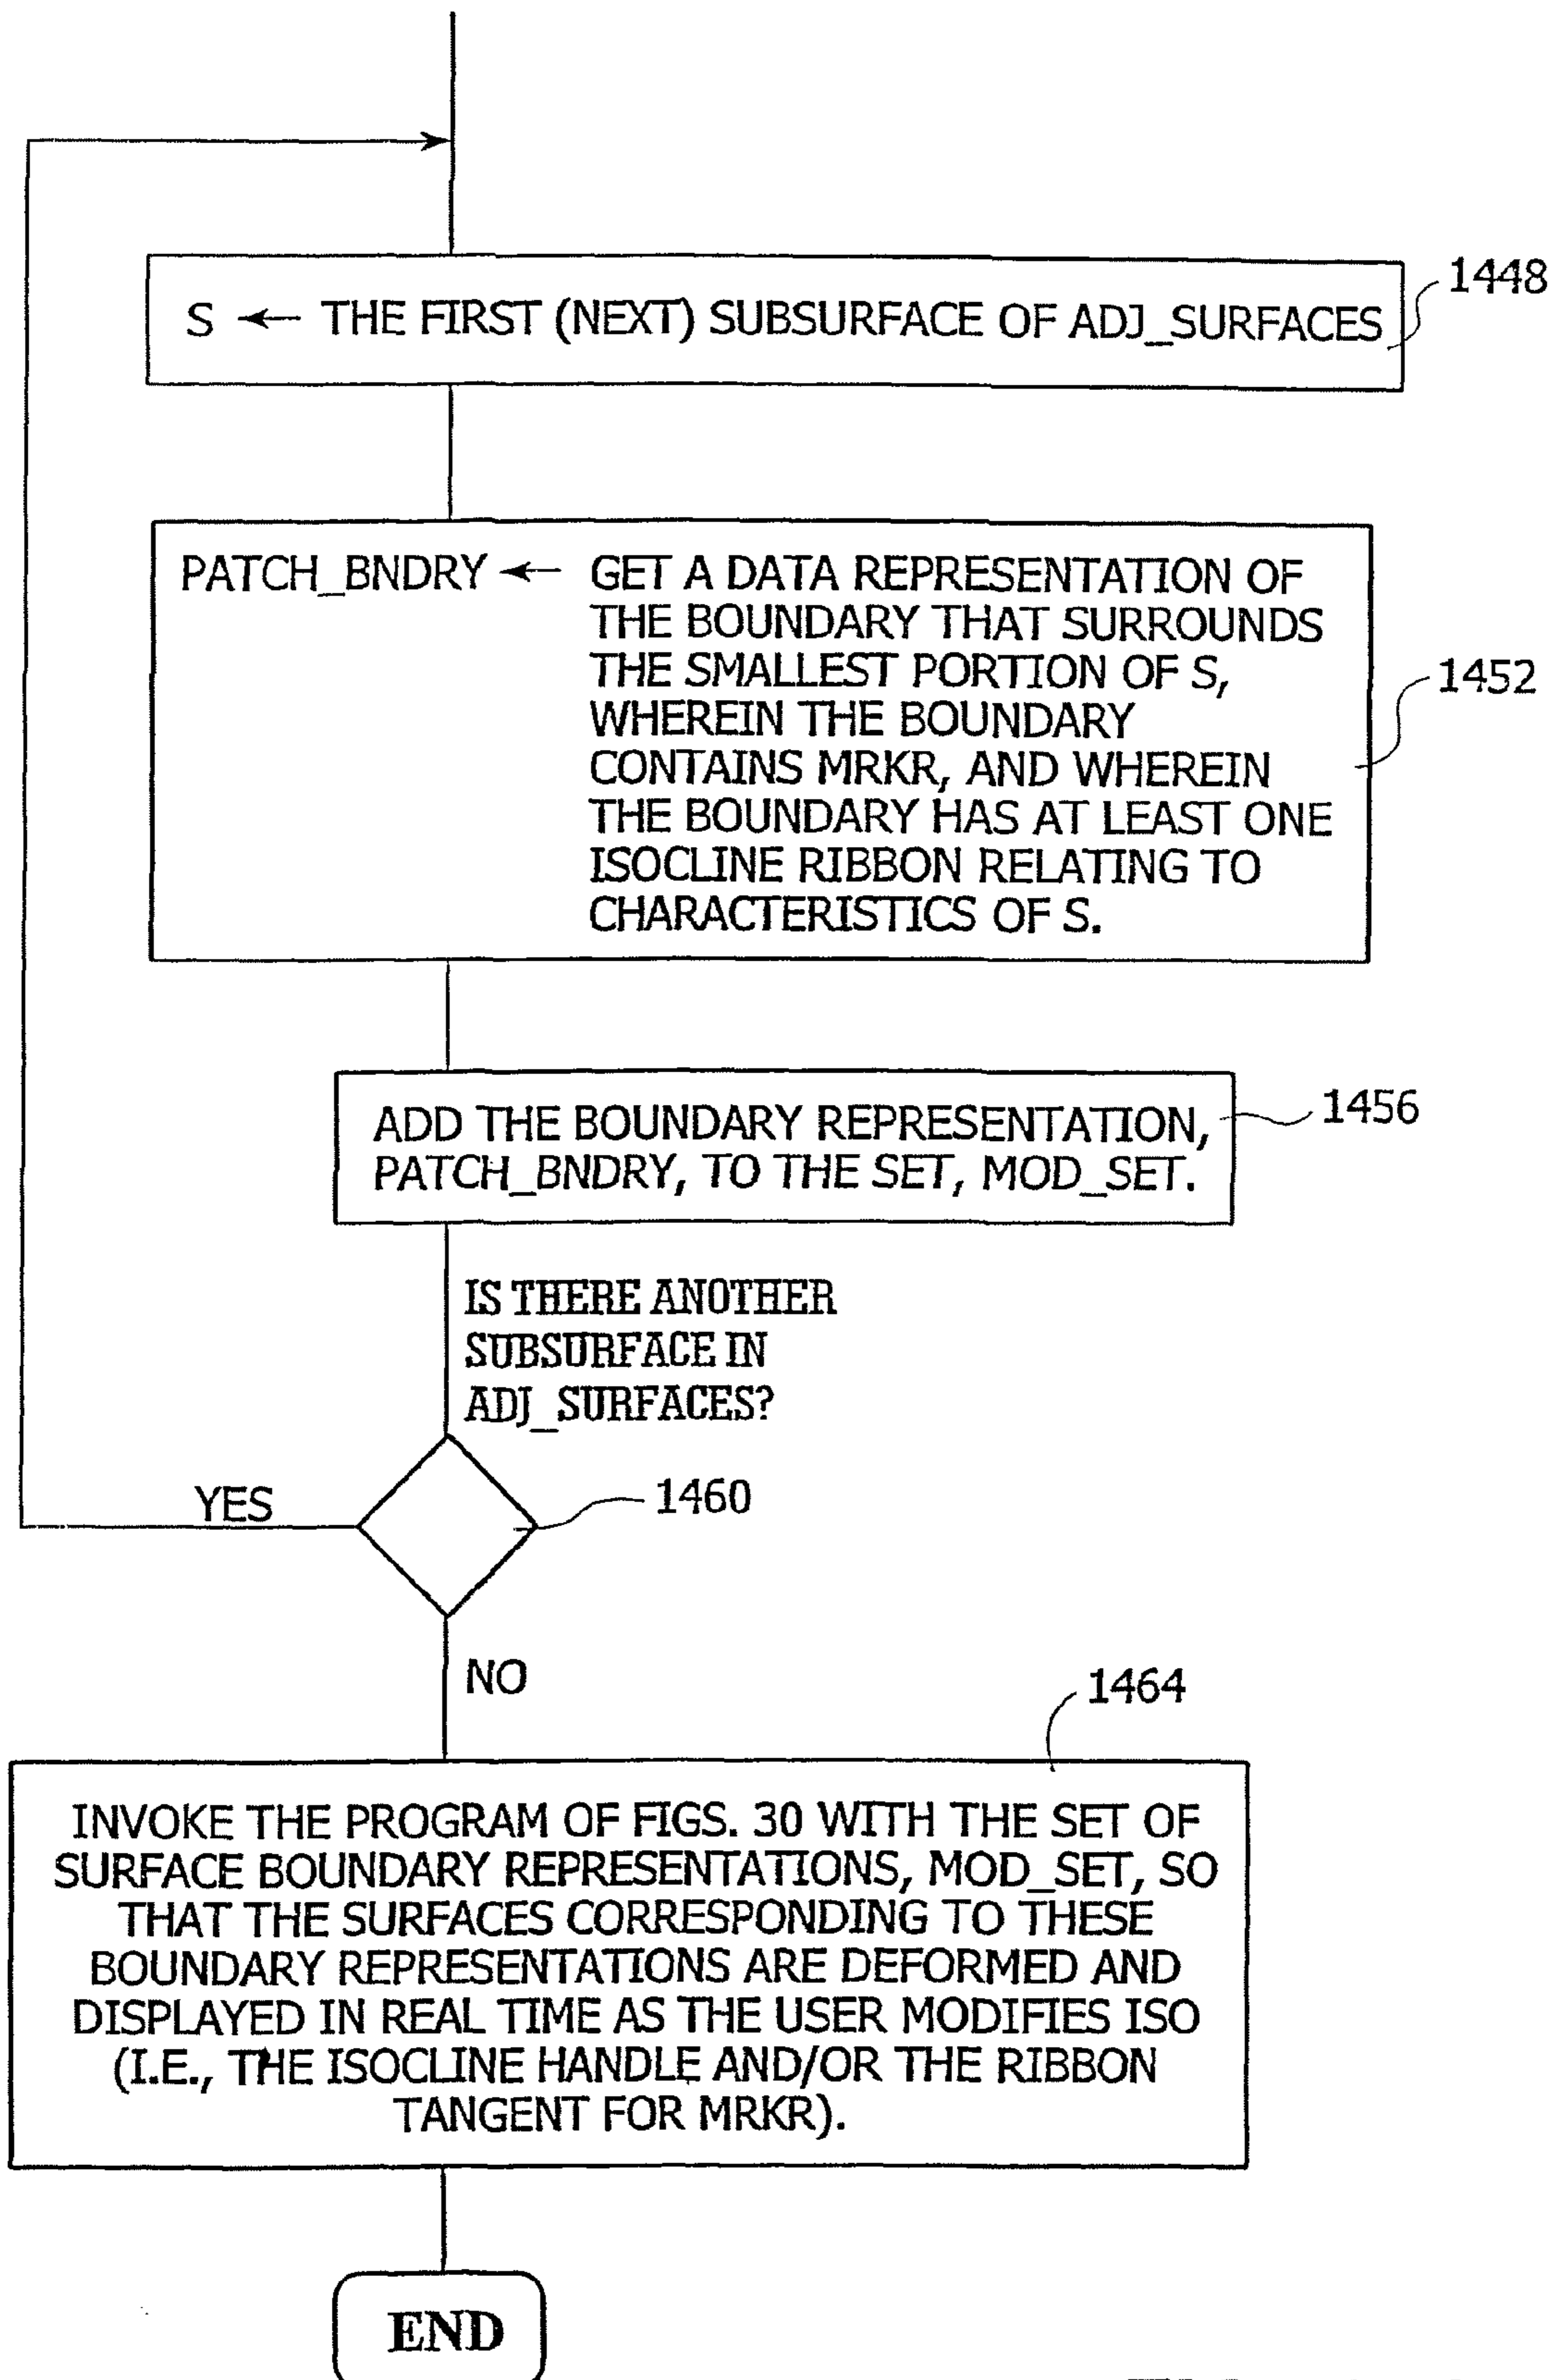 S ← THE FIRST (NEXT) SUBSURFACE OF ADJ_SURFACES
1448
PATCH_BNDRY ← GET A DATA REPRESENTATION OF
THE BOUNDARY THAT SURROUNDS
THE SMALLEST PORTION OF S,
WHEREIN THE BOUNDARY
CONTAINS MRKR, AND WHEREIN
THE BOUNDARY HAS AT LEAST ONE
ISOCLINE RIBBON RELATING TO
CHARACTERISTICS OF S.
1452
ADD THE BOUNDARY REPRESENTATION,
PATCH_BNDRY, TO THE SET, MOD_SET.
1456
IS THERE ANOTHER
SUBSURFACE IN
ADJ_SURFACES?
YES
1460
NO
1464
INVOKE THE PROGRAM OF FIGS. 30 WITH THE SET OF
SURFACE BOUNDARY REPRESENTATIONS, MOD_SET, SO
THAT THE SURFACES CORRESPONDING TO THESE
BOUNDARY REPRESENTATIONS ARE DEFORMED AND
DISPLAYED IN REAL TIME AS THE USER MODIFIES ISO
(I.E., THE ISOCLINE HANDLE AND/OR THE RIBBON
TANGENT FOR MRKR).
END